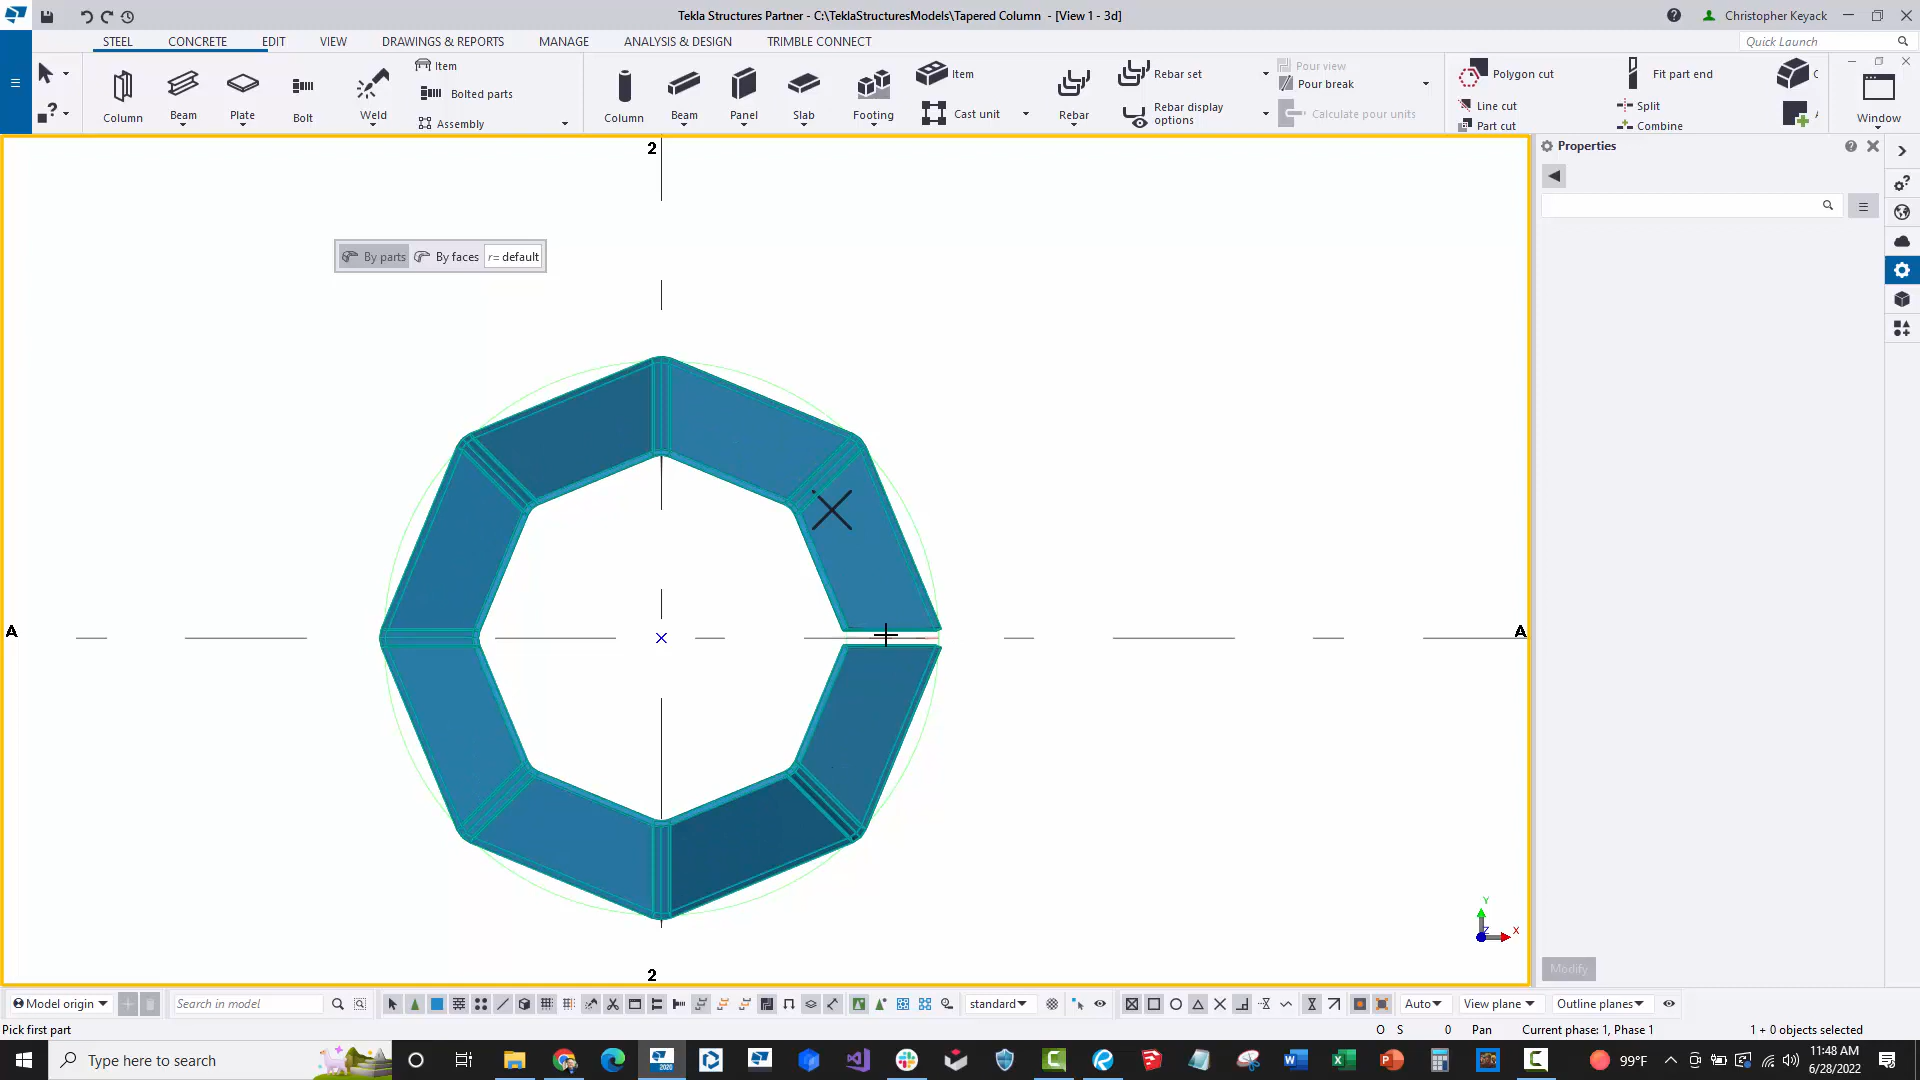 Tekla Structures Partner - C:\TeklaStructuresModels\Tapered Column - [View 1 - 3d]
Christopher Keyack
STEEL CONCRETE EDIT VIEW DRAWINGS & REPORTS MANAGE ANALYSIS & DESIGN TRIMBLE CONNECT
Quick Launch
Column
Beam
Plate
Bolt
Weld
Item
Bolted parts
Assembly
Column
Beam
Panel
Slab
Footing
Item
Cast unit
Rebar
Rebar set
Rebar display
options
Pour view
Pour break
Calculate pour units
Polygon cut
Line cut
Part cut
Fit part end
Split
Combine
Window
Properties
2
By parts By faces r= default
A
A
2
Y
Z
X
Modify
Model origin
Search in model
standard
Auto
View plane
Outline planes
Pick first part
O S 0 Pan Current phase: 1, Phase 1 1 + 0 objects selected
Type here to search
2020
99°F
11:48 AM
6/28/2022